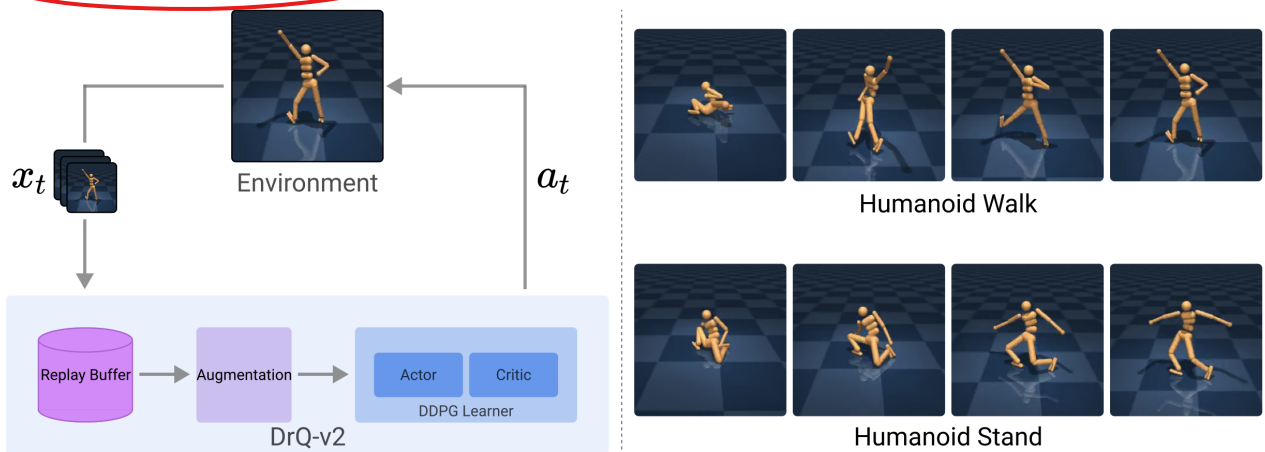 Environment
x_t
a_t
Replay Buffer
Augmentation
Actor
Critic
DDPG Learner
DrQ-v2
Humanoid Walk
Humanoid Stand